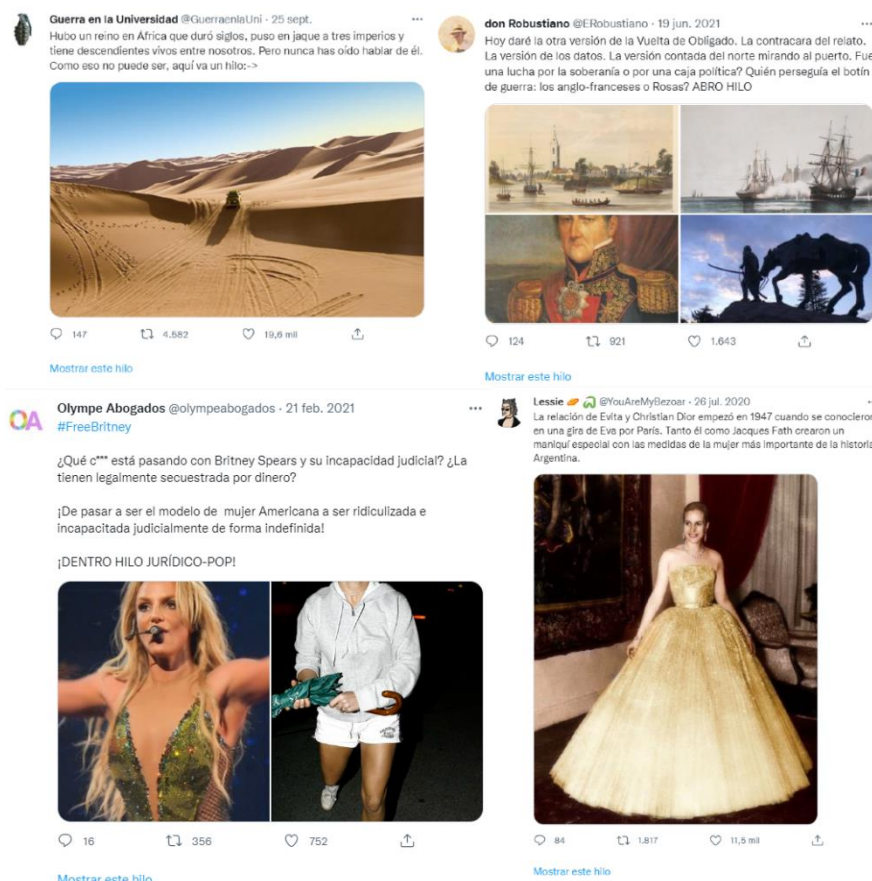 Guerra en la Universidad @GuerraenlaUni · 25 sept.
Hubo un reino en África que duró siglos, puso en jaque a tres imperios y
tiene descendientes vivos entre nosotros. Pero nunca has oído hablar de él.
Como eso no puede ser, aquí va un hilo:->
147 4.582 19,6 mil
Mostrar este hilo
don Robustiano @ERobustiano · 19 jun. 2021
Hoy daré la otra versión de la Vuelta de Obligado. La contracara del relato.
La versión de los datos. La versión contada del norte mirando al puerto. Fue
una lucha por la soberanía o por una caja política? Quién perseguía el botín
de guerra: los anglo-franceses o Rosas? ABRO HILO
124 921 1.643
Mostrar este hilo
OA
Olympe Abogados @olympeabogados · 21 feb. 2021
#FreeBritney
¿Qué c*** está pasando con Britney Spears y su incapacidad judicial? ¿La
tienen legalmente secuestrada por dinero?
¡De pasar a ser el modelo de mujer Americana a ser ridiculizada e
incapacitada judicialmente de forma indefinida!
¡DENTRO HILO JURÍDICO-POP!
16 356 752
Mostrar este hilo
Lessie @YouAreMyBezoar · 26 jul. 2020
La relación de Evita y Christian Dior empezó en 1947 cuando se conocieron
en una gira de Eva por París. Tanto él como Jacques Fath crearon un
maniquí especial con las medidas de la mujer más importante de la historia
Argentina.
84 1.817 11,5 mil
Mostrar este hilo